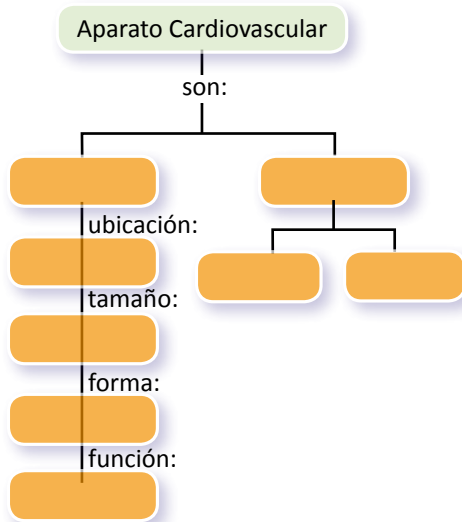 Aparato Cardiovascular
son:
ubicación:
tamaño:
forma:
función: